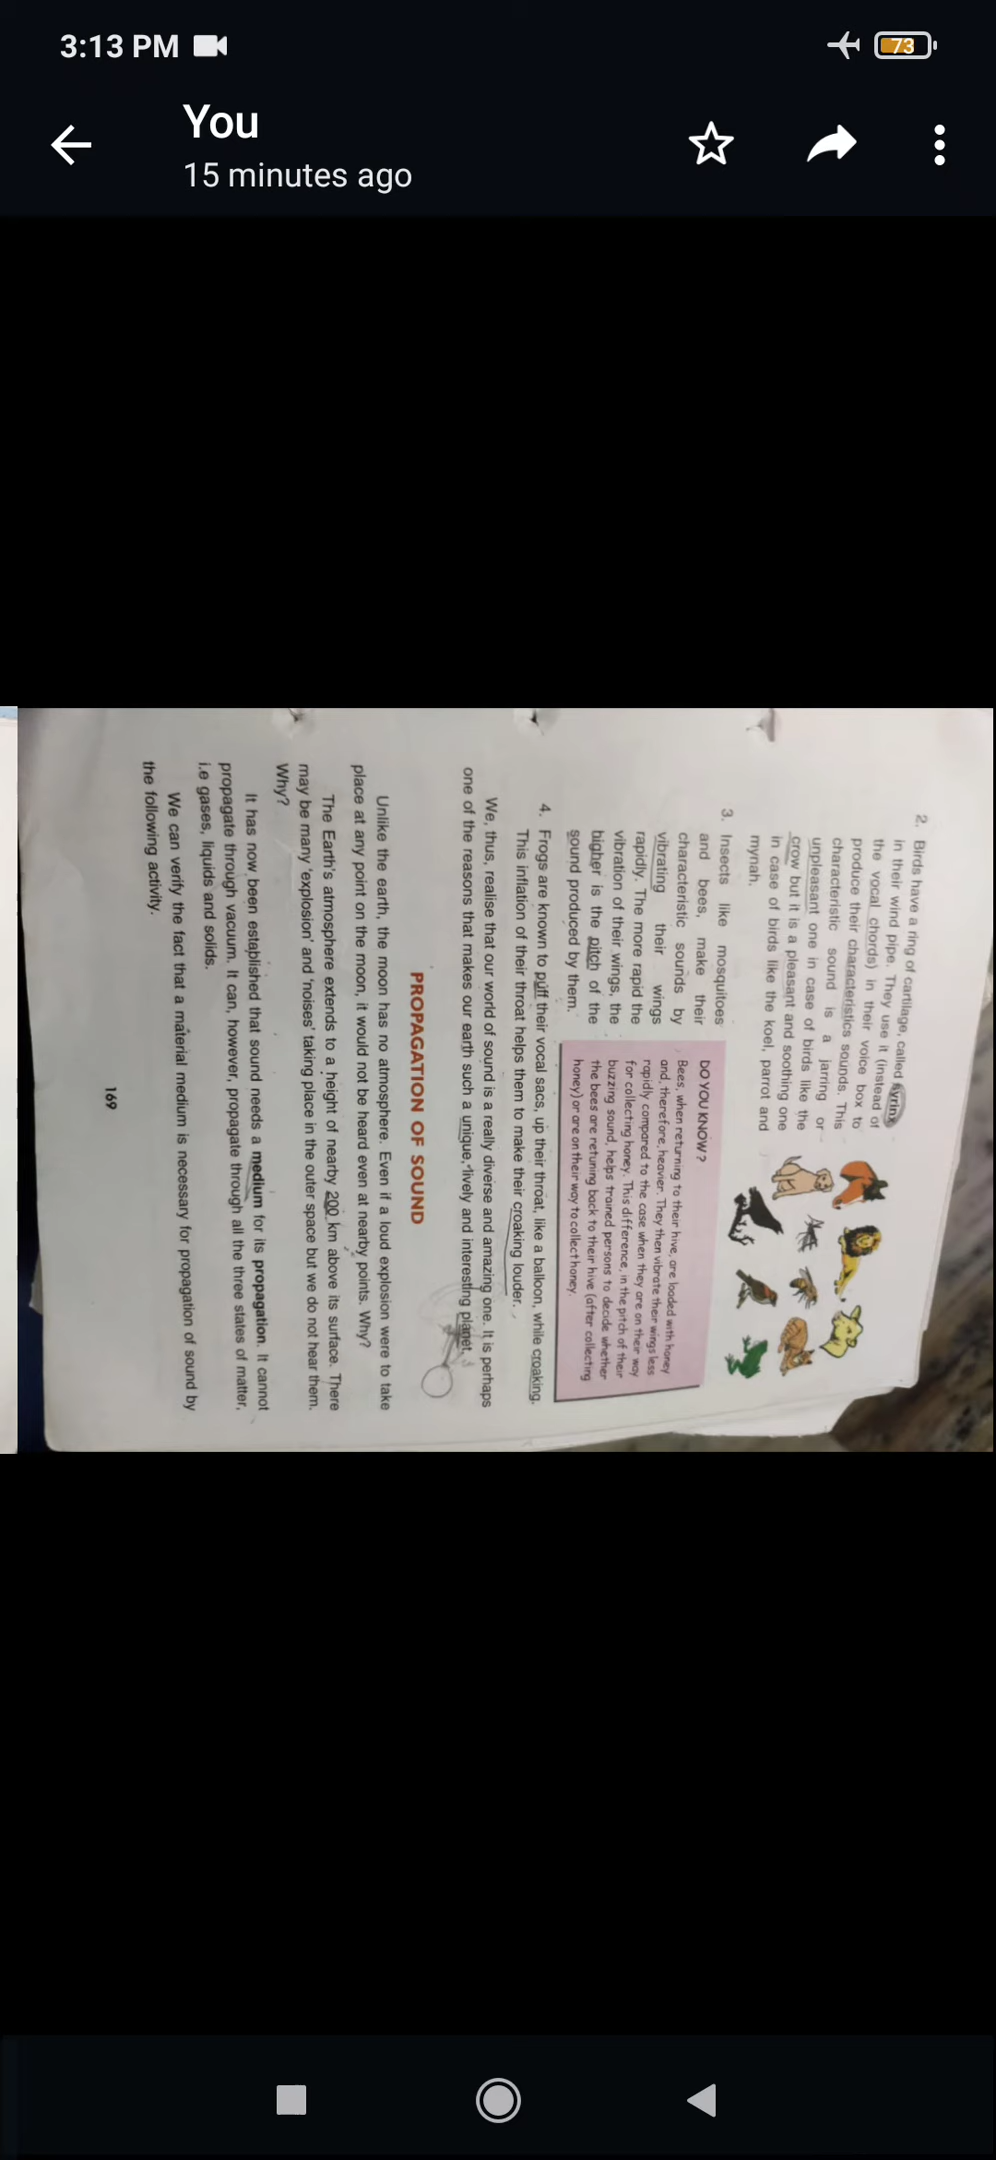 3:13 PM
73
You
15 minutes ago
2. Birds have a ring of cartilage, called syrinx
in their wind pipe. They use it (instead of
the vocal chords) in their voice box to
produce their characteristics sounds. This
characteristic sound is a jarring or
unpleasant one in case of birds like the
crow but it is a pleasant and soothing one
in case of birds like the koel, parrot and
mynah.
3. Insects like mosquitoes
and bees, make their
characteristic sounds by
vibrating their wings
rapidly. The more rapid the
vibration of their wings, the
higher is the pitch of the
sound produced by them.
DO YOU KNOW?
Bees, when returning to their hive, are loaded with honey
and, therefore, heavier. They then vibrate their wings less
rapidly compared to the case when they are on their way
for collecting honey. This difference, in the pitch of their
buzzing sound, helps trained persons to decide whether
the bees are retuning back to their hive (after collecting
honey) or are on their way to collect honey.
4. Frogs are known to puff their vocal sacs, up their throat, like a balloon, while croaking.
This inflation of their throat helps them to make their croaking louder.
We, thus, realise that our world of sound is a really diverse and amazing one. It is perhaps
one of the reasons that makes our earth such a unique, lively and interesting planet.
PROPAGATION OF SOUND
Unlike the earth, the moon has no atmosphere. Even if a loud explosion were to take
place at any point on the moon, it would not be heard even at nearby points. Why?
The Earth's atmosphere extends to a height of nearby 200 km above its surface. There
may be many 'explosion' and 'noises' taking place in the outer space but we do not hear them.
Why?
It has now been established that sound needs a medium for its propagation. It cannot
propagate through vacuum. It can, however, propagate through all the three states of matter,
i.e gases, liquids and solids.
We can verify the fact that a material medium is necessary for propagation of sound by
the following activity.
169